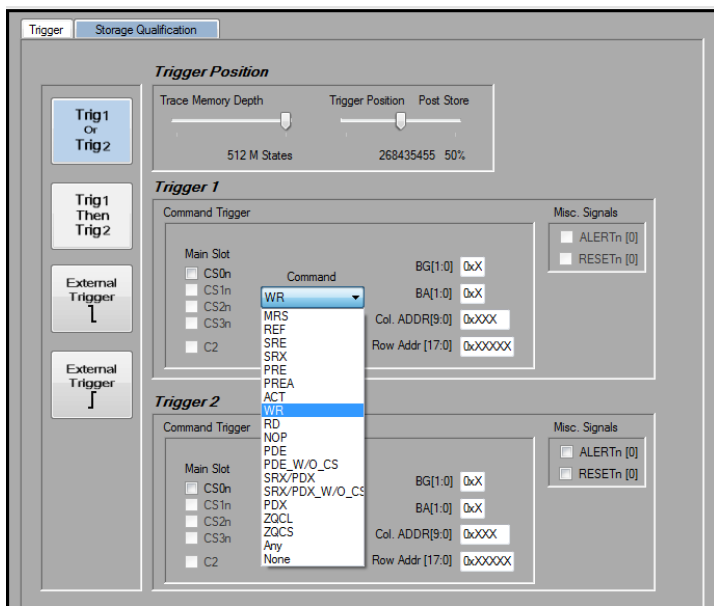 Trigger
Storage Qualification
Trig1
Or
Trig2
Trig1
Then
Trig2
External
Trigger
External
Trigger
Trigger Position
Trace Memory Depth
Trigger Position Post Store
512 M States
268435455 50%
Trigger 1
Command Trigger
Main Slot
CS0n
CS1n
CS2n
CS3n
C2
Command
WR
MRS
REF
SRE
SRX
PRE
PREA
ACT
WR
RD
NOP
PDE
PDE_W/O_CS
SRX/PDX
SRX/PDX_W/O_CS
PDX
ZQCL
ZQCS
Any
None
BG[1:0] 0xX
BA[1:0] 0xX
Col. ADDR[9:0] 0xXXX
Row Addr [17:0] 0xXXXXX
Misc. Signals
ALERTn [0]
RESETn [0]
Trigger 2
Command Trigger
Main Slot
CS0n
CS1n
CS2n
CS3n
C2
BG[1:0] 0xX
BA[1:0] 0xX
Col. ADDR[9:0] 0xXXX
Row Addr [17:0] 0xXXXXX
Misc. Signals
ALERTn [0]
RESETn [0]